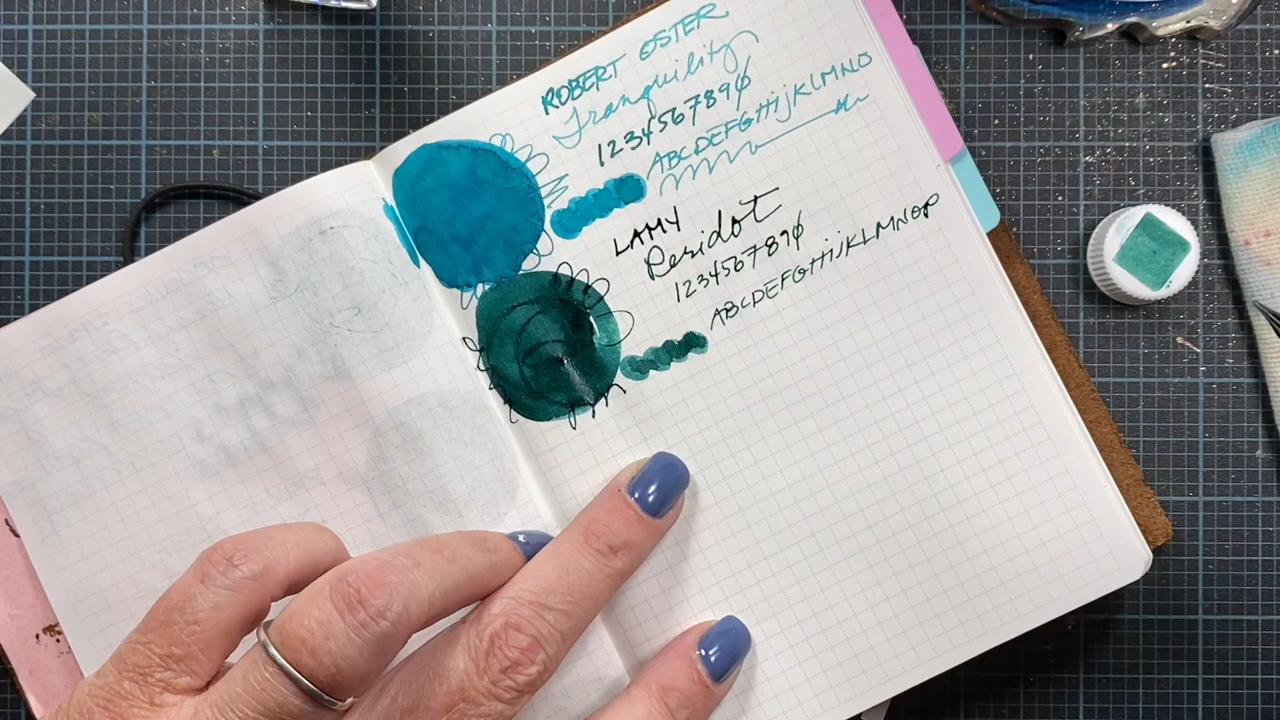 ROBERT OSTER
Tranquility
1234567890
ABCDEFGHijKLMNO
LAMY
Peridot
1234567890
ABCDEFGHijKLMNOP